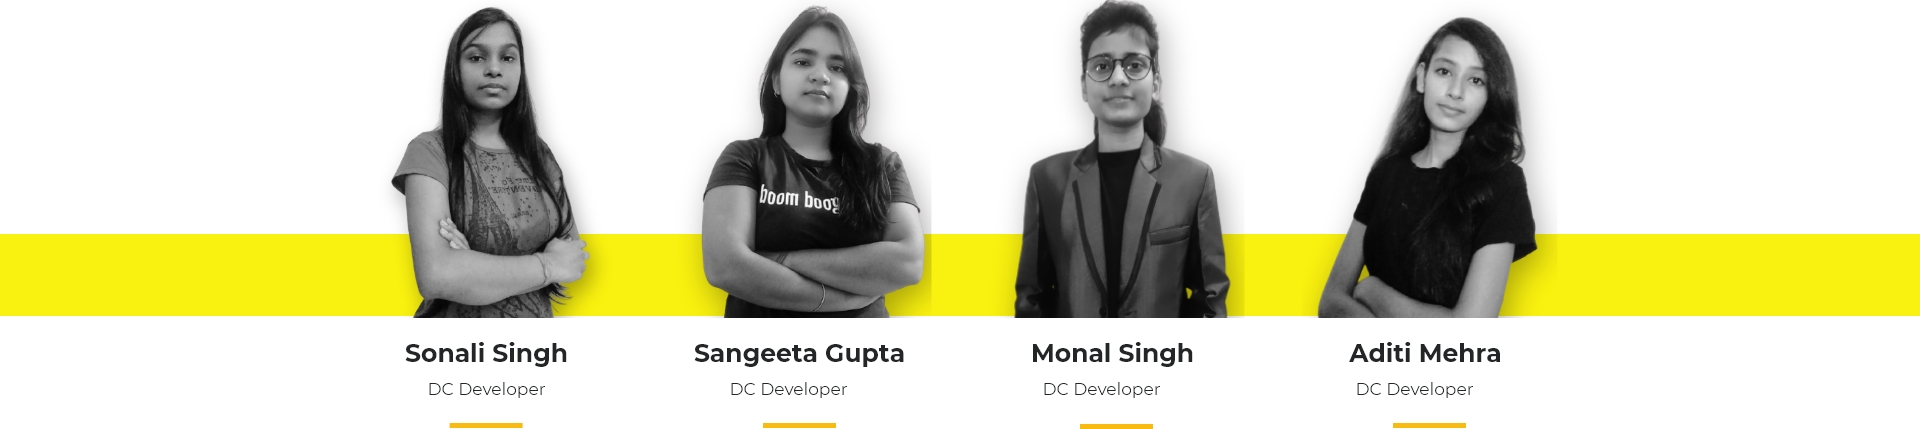 boom boog
Sonali Singh
Sangeeta Gupta
Monal Singh
Aditi Mehra
DC Developer
DC Developer
DC Developer
DC Developer